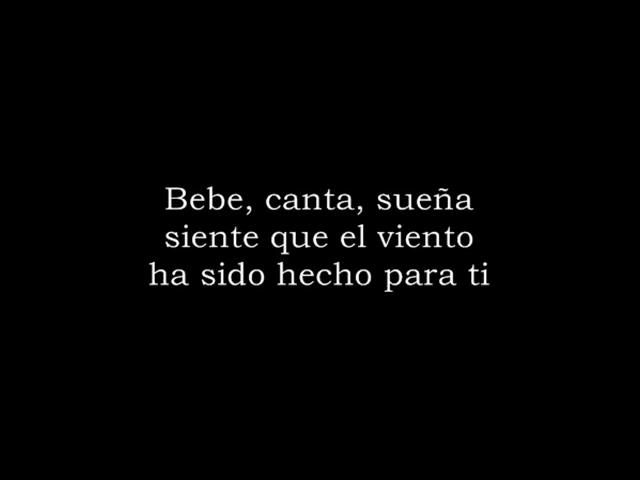 Bebe, canta, sueña
siente que el viento
ha sido hecho para ti